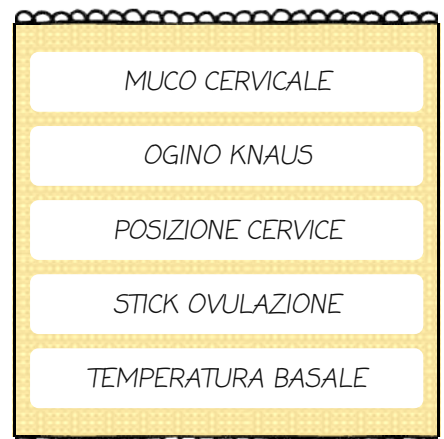 MUCO CERVICALE
OGINO KNAUS
POSIZIONE CERVICE
STICK OVULAZIONE
TEMPERATURA BASALE